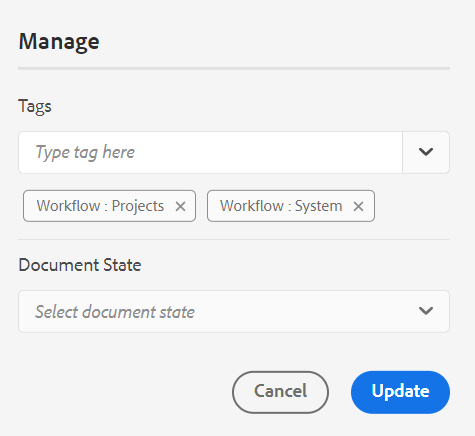 Manage
Tags
Type tag here
Workflow : Projects ×
Workflow : System ×
Document State
Select document state
Cancel
Update